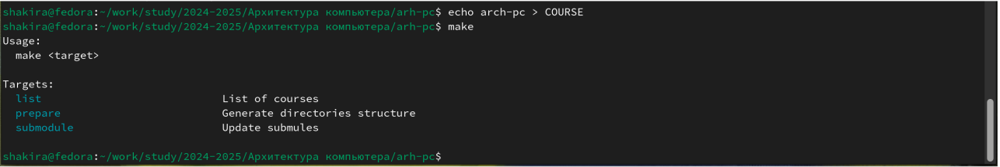 shakira@fedora:~/work/study/2024-2025/Архитектура компьютера/arh-pc$ echo arch-pc > COURSE
shakira@fedora:~/work/study/2024-2025/Архитектура компьютера/arh-pc$ make
Usage:
  make <target>

Targets:
  list                            List of courses
  prepare                         Generate directories structure
  submodule                       Update submules

shakira@fedora:~/work/study/2024-2025/Архитектура компьютера/arh-pc$